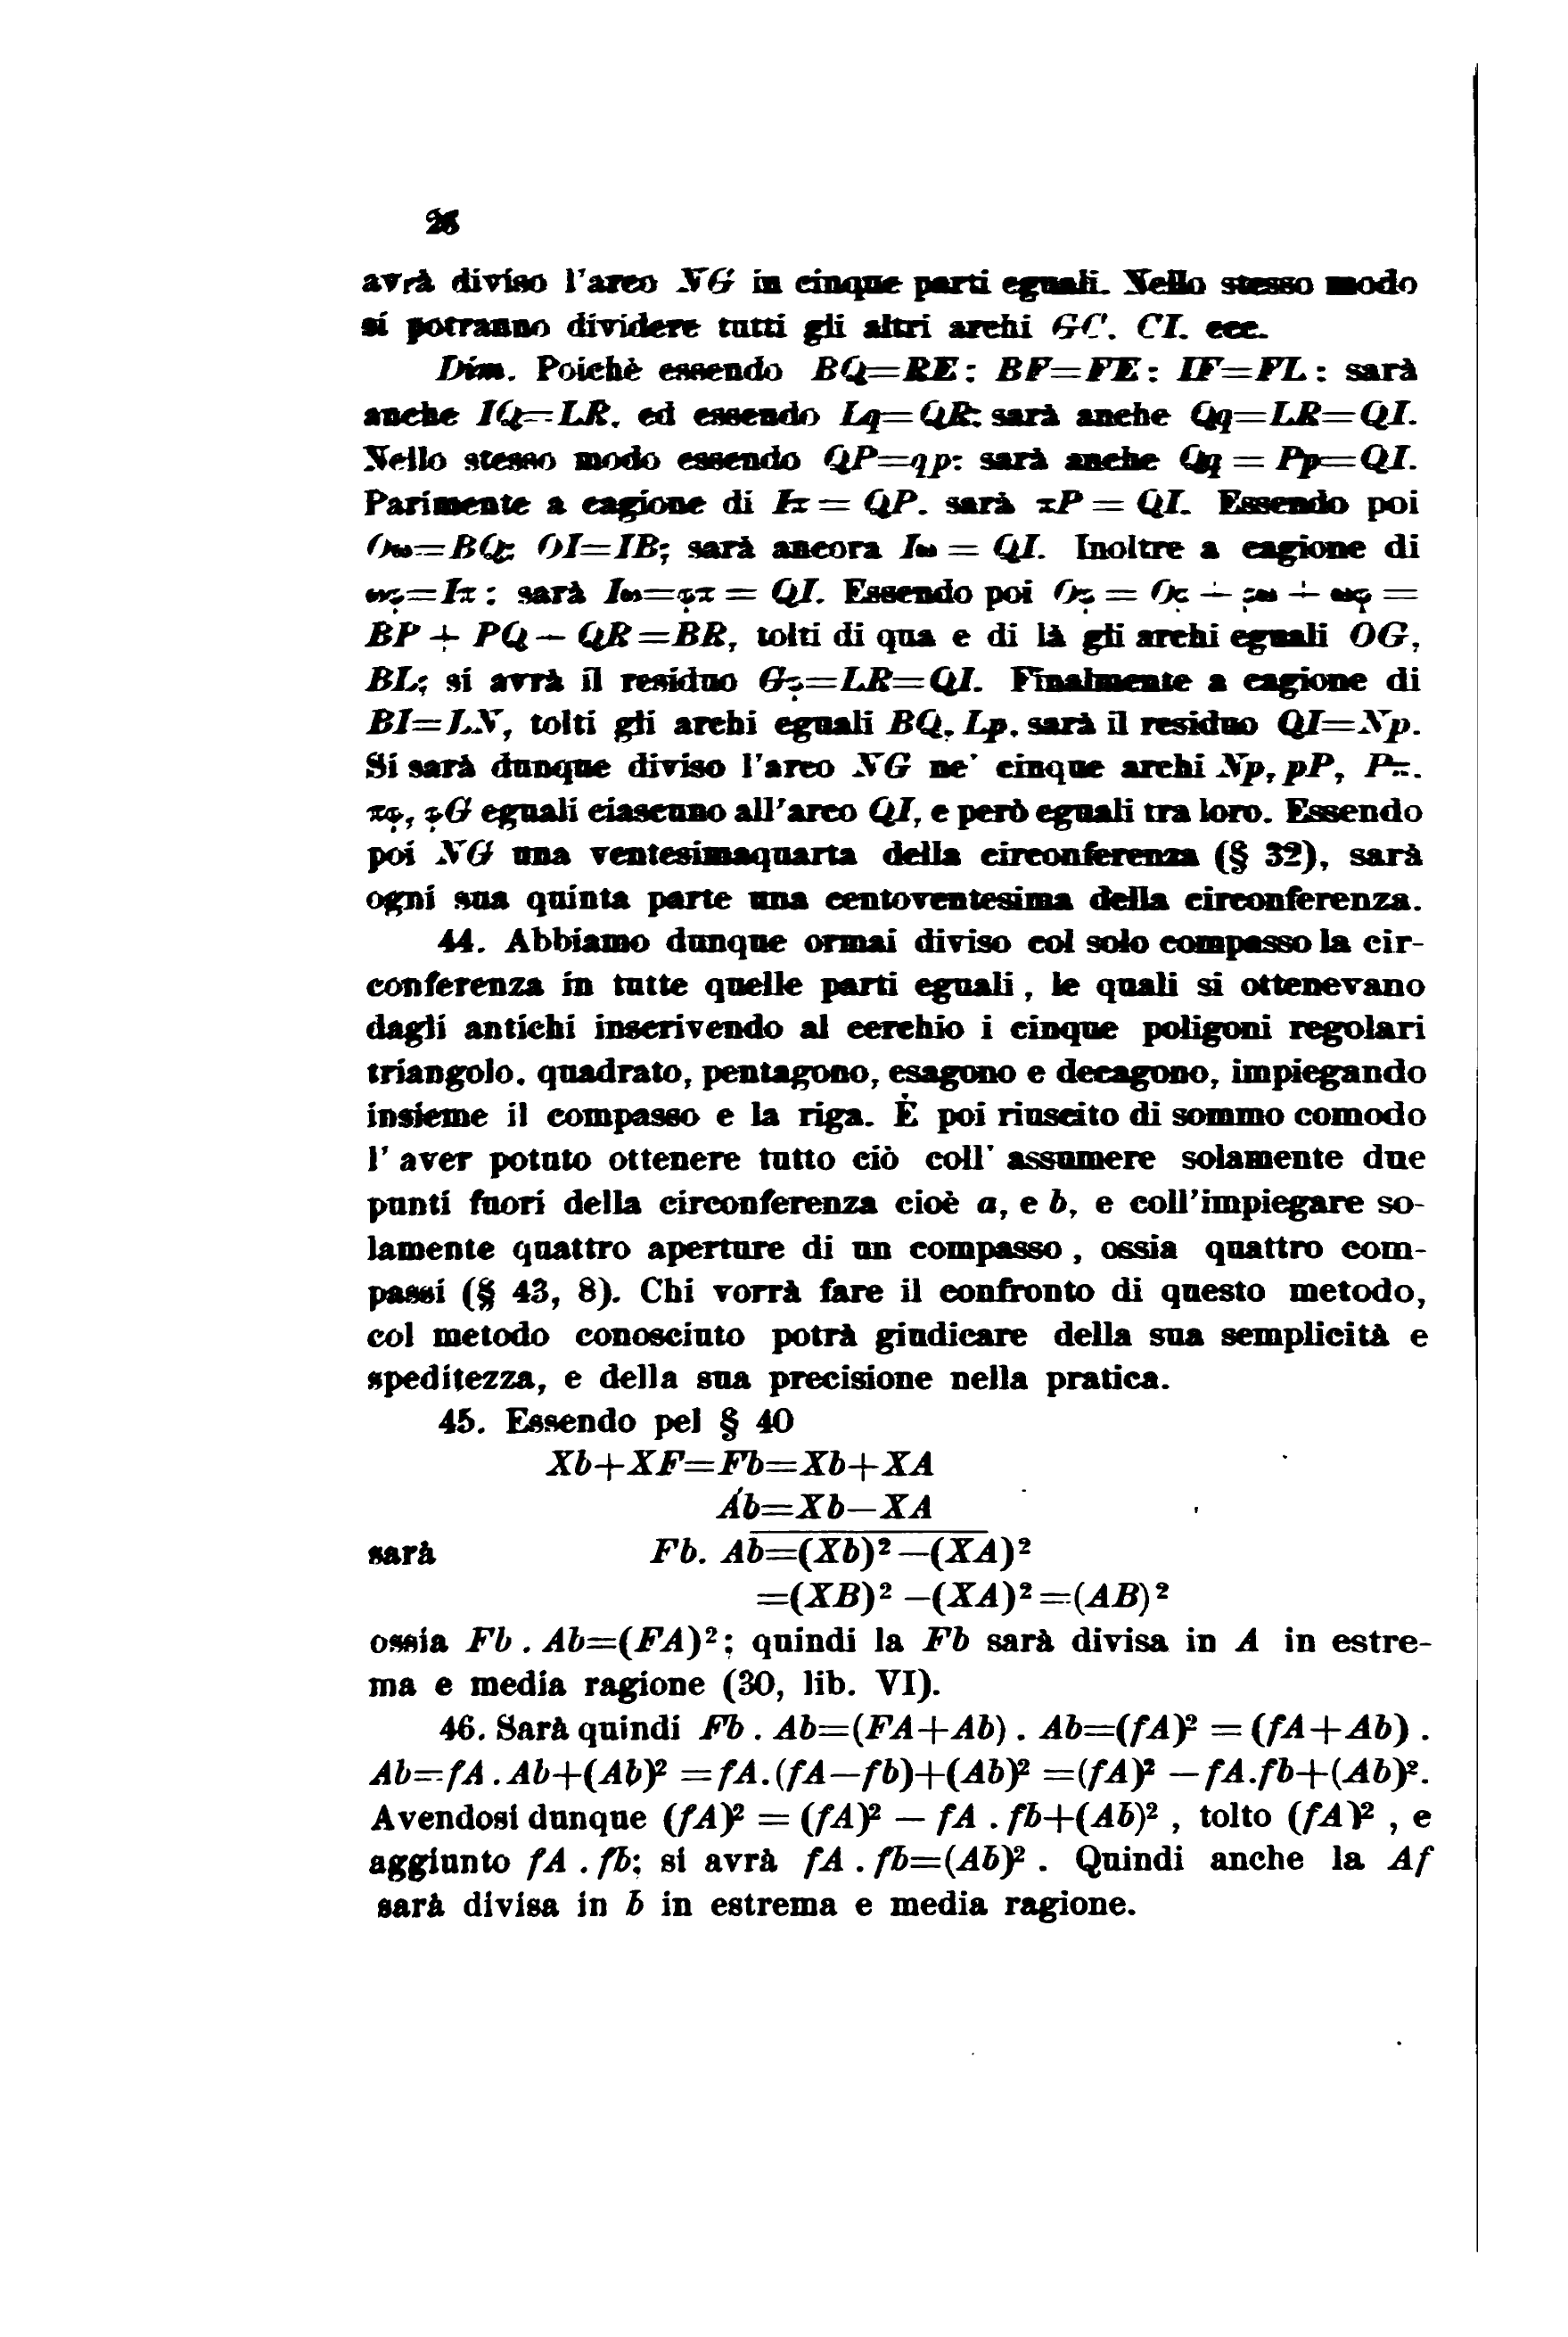 avrà diviso l'arco NG in cinque parti eguali. Nello stesso modo
si potranno dividere tutti gli altri archi GC. CI. ecc.
Dim. Poichè essendo BQ=RE: BF=FE: IF=FL: sarà
anche IQ=LR, ed essendo Lq=QR: sarà anche Qq=LR=QI.
Nello stesso modo essendo QP=qp: sarà anche Qq = Pp=QI.
Parimente a cagione di Iπ = QP. sarà πP = QI. Essendo poi
Oω=BQ; OI=IB; sarà ancora Iω = QI. Inoltre a cagione di
ωφ=Iπ: sarà Iω=φπ = QI. Essendo poi
BP + PQ – QR=BR, tolti di qua e di là gli archi eguali OG,
BL; si avrà il residuo Gφ=LR=QI. Finalmente a cagione di
BI=LN, tolti gli archi eguali BQ, Lp, sarà il residuo QI=Np.
Si sarà dunque diviso l'arco NG ne' cinque archi Np, pP, Pπ.
πφ, φG eguali ciascuno all'arco QI, e però eguali tra loro. Essendo
poi NG una ventesimaquarta della circonferenza (§ 32), sarà
ogni sua quinta parte una centoventesima della circonferenza.
44. Abbiamo dunque ormai diviso col solo compasso la cir-
conferenza in tutte quelle parti eguali, le quali si ottenevano
dagli antichi inscrivendo al cerchio i cinque poligoni regolari
triangolo. quadrato, pentagono, esagono e decagono, impiegando
insieme il compasso e la riga. È poi riuscito di sommo comodo
l' aver potuto ottenere tutto ciò coll' assumere solamente due
punti fuori della circonferenza cioè a, e b, e coll'impiegare so-
lamente quattro aperture di un compasso, ossia quattro com-
passi (§ 43, 8). Chi vorrà fare il confronto di questo metodo,
col metodo conosciuto potrà giudicare della sua semplicità e
speditezza, e della sua precisione nella pratica.
45. Essendo pel § 40
Xb+XF=Fb=Xb+XA
Ab=Xb–XA
sarà Fb. Ab=(Xb)²–(XA)²
=(XB)²–(XA)²=(AB)²
ossia Fb . Ab=(FA)²; quindi la Fb sarà divisa in A in estre-
ma e media ragione (30, lib. VI).
46. Sarà quindi Fb . Ab=(FA+Ab) . Ab=(fA)² = (fA+Ab) .
Ab=fA . Ab+(Ab)² =fA.(fA–fb)+(Ab)² =(fA)² –fA.fb+(Ab)².
Avendosi dunque (fA)² = (fA)² – fA . fb+(Ab)², tolto (fA)², e
aggiunto fA . fb; si avrà fA . fb=(Ab)². Quindi anche la Af
sarà divisa in b in estrema e media ragione.